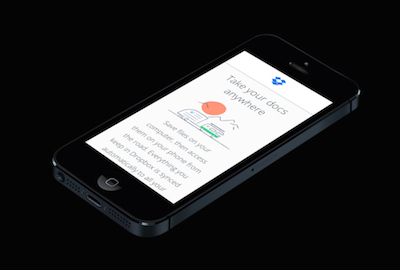 Take your docs
anywhere
Save files on your
computer, then access
them on your phone from
the road. Everything you
keep in Dropbox is synced
automatically to all your